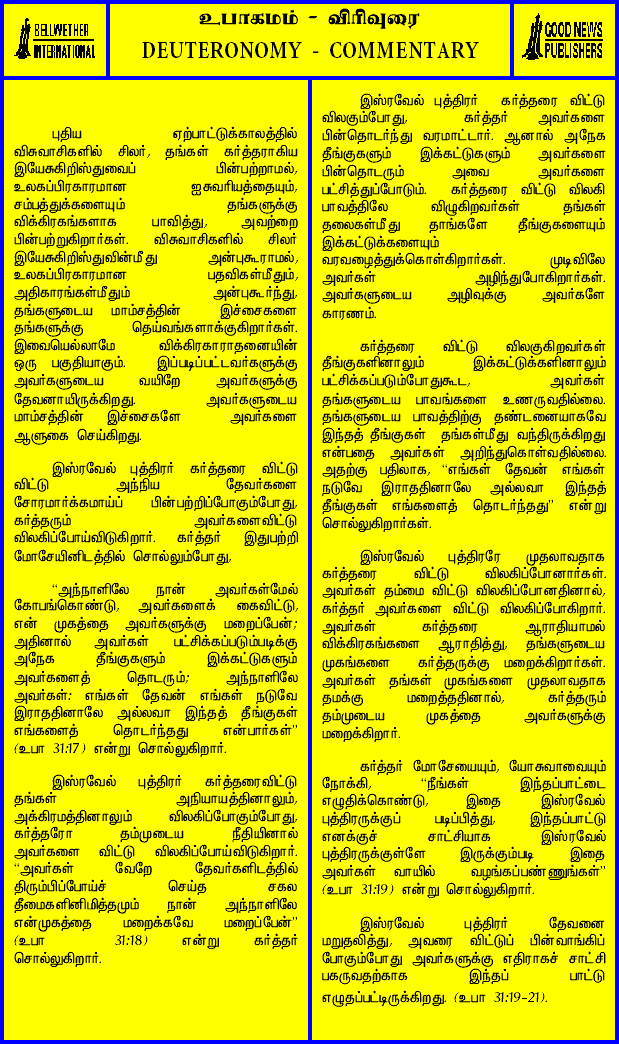 BELLWETHER
INTERNATIONAL
உபாகமம் - விரிவுரை
DEUTERONOMY - COMMENTARY
GOOD NEWS
PUBLISHERS
புதிய ஏற்பாட்டுக்காலத்தில்
விசுவாசிகளில் சிலர், தங்கள் கர்த்தராகிய
இயேசுகிறிஸ்துவைப் பின்பற்றாமல்,
உலகப்பிரகாரமான ஐசுவரியத்தையும்,
சம்பத்துக்களையும் தங்களுக்கு
விக்கிரகங்களாக பாவித்து, அவற்றை
பின்பற்றுகிறார்கள். விசுவாசிகளில் சிலர்
இயேசுகிறிஸ்துவின்மீது அன்புகூராமல்,
உலகப்பிரகாரமான பதவிகள்மீதும்,
அதிகாரங்கள்மீதும் அன்புகூர்ந்து,
தங்களுடைய மாம்சத்தின் இச்சைகளை
தங்களுக்கு தெய்வங்களாக்குகிறார்கள்.
இவையெல்லாமே விக்கிரகாராதனையின்
ஒரு பகுதியாகும். இப்படிப்பட்டவர்களுக்கு
அவர்களுடைய வயிறே அவர்களுக்கு
தேவனாயிருக்கிறது. அவர்களுடைய
மாம்சத்தின் இச்சைகளே அவர்களை
ஆளுகை செய்கிறது.
இஸ்ரவேல் புத்திரர் கர்த்தரை விட்டு
விட்டு அந்நிய தேவர்களை
சோரமார்க்கமாய்ப் பின்பற்றிப்போகும்போது,
கர்த்தரும் அவர்களைவிட்டு
விலகிப்போய்விடுகிறார். கர்த்தர் இதுபற்றி
மோசேயினிடத்தில் சொல்லும்போது,
“அந்நாளிலே நான் அவர்கள்மேல்
கோபங்கொண்டு, அவர்களைக் கைவிட்டு,
என் முகத்தை அவர்களுக்கு மறைப்பேன்;
அதினால் அவர்கள் பட்சிக்கப்படும்படிக்கு
அநேக தீங்குகளும் இக்கட்டுகளும்
அவர்களைத் தொடரும்; அந்நாளிலே
அவர்கள்: எங்கள் தேவன் எங்கள் நடுவே
இராததினாலே அல்லவா இந்தத் தீங்குகள்
எங்களைத் தொடர்ந்தது என்பார்கள்”
(உபா 31:17) என்று சொல்லுகிறார்.
இஸ்ரவேல் புத்திரர் கர்த்தரைவிட்டு
தங்கள் அநியாயத்தினாலும்,
அக்கிரமத்தினாலும் விலகிப்போகும்போது,
கர்த்தரோ தம்முடைய நீதியினால்
அவர்களை விட்டு விலகிப்போய்விடுகிறார்.
“அவர்கள் வேறே தேவர்களிடத்தில்
திரும்பிப்போய்ச் செய்த சகல
தீமைகளினிமித்தமும் நான் அந்நாளிலே
என்முகத்தை மறைக்கவே மறைப்பேன்”
(உபா 31:18) என்று கர்த்தர்
சொல்லுகிறார்.
இஸ்ரவேல் புத்திரர் கர்த்தரை விட்டு
விலகும்போது, கர்த்தர் அவர்களை
பின்தொடர்ந்து வரமாட்டார். ஆனால் அநேக
தீங்குகளும் இக்கட்டுகளும் அவர்களை
பின்தொடரும் அவை அவர்களை
பட்சித்துப்போடும். கர்த்தரை விட்டு விலகி
பாவத்திலே விழுகிறவர்கள் தங்கள்
தலைகள்மீது தாங்களே தீங்குகளையும்
இக்கட்டுக்களையும்
வரவழைத்துக்கொள்கிறார்கள். முடிவிலே
அவர்கள் அழிந்துபோகிறார்கள்.
அவர்களுடைய அழிவுக்கு அவர்களே
காரணம்.
கர்த்தரை விட்டு விலகுகிறவர்கள்
தீங்குகளினாலும் இக்கட்டுக்களினாலும்
பட்சிக்கப்படும்போதுகூட, அவர்கள்
தங்களுடைய பாவங்களை உணருவதில்லை.
தங்களுடைய பாவத்திற்கு தண்டனையாகவே
இந்தத் தீங்குகள் தங்கள்மீது வந்திருக்கிறது
என்பதை அவர்கள் அறிந்துகொள்வதில்லை.
அதற்கு பதிலாக, “எங்கள் தேவன் எங்கள்
நடுவே இராததினாலே அல்லவா இந்தத்
தீங்குகள் எங்களைத் தொடர்ந்தது” என்று
சொல்லுகிறார்கள்.
இஸ்ரவேல் புத்திரரே முதலாவதாக
கர்த்தரை விட்டு விலகிப்போனார்கள்.
அவர்கள் தம்மை விட்டு விலகிப்போனதினால்,
கர்த்தர் அவர்களை விட்டு விலகிப்போகிறார்.
அவர்கள் கர்த்தரை ஆராதியாமல்
விக்கிரகங்களை ஆராதித்து, தங்களுடைய
முகங்களை கர்த்தருக்கு மறைக்கிறார்கள்.
அவர்கள் தங்கள் முகங்களை முதலாவதாக
தமக்கு மறைத்ததினால், கர்த்தரும்
தம்முடைய முகத்தை அவர்களுக்கு
மறைக்கிறார்.
கர்த்தர் மோசேயையும், யோசுவாவையும்
நோக்கி, “நீங்கள் இந்தப்பாட்டை
எழுதிக்கொண்டு, இதை இஸ்ரவேல்
புத்திரருக்குப் படிப்பித்து, இந்தப்பாட்டு
எனக்குச் சாட்சியாக இஸ்ரவேல்
புத்திரருக்குள்ளே இருக்கும்படி இதை
அவர்கள் வாயில் வழங்கப்பண்ணுங்கள்”
(உபா 31:19) என்று சொல்லுகிறார்.
இஸ்ரவேல் புத்திரர் தேவனை
மறுதலித்து, அவரை விட்டுப் பின்வாங்கிப்
போகும்போது அவர்களுக்கு எதிராகச் சாட்சி
பகருவதற்காக இந்தப் பாட்டு
எழுதப்பட்டிருக்கிறது. (உபா 31:19-21).